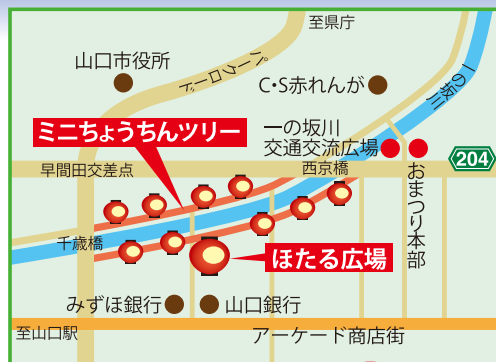 至県庁
山口市役所
パークロード
C・S赤れんが
一の坂川
ミニちょうちんツリー
一の坂川
交通交流広場
204
早間田交差点
西京橋
おまつり本部
千歳橋
ほたる広場
みずほ銀行
山口銀行
至山口駅
アーケード商店街